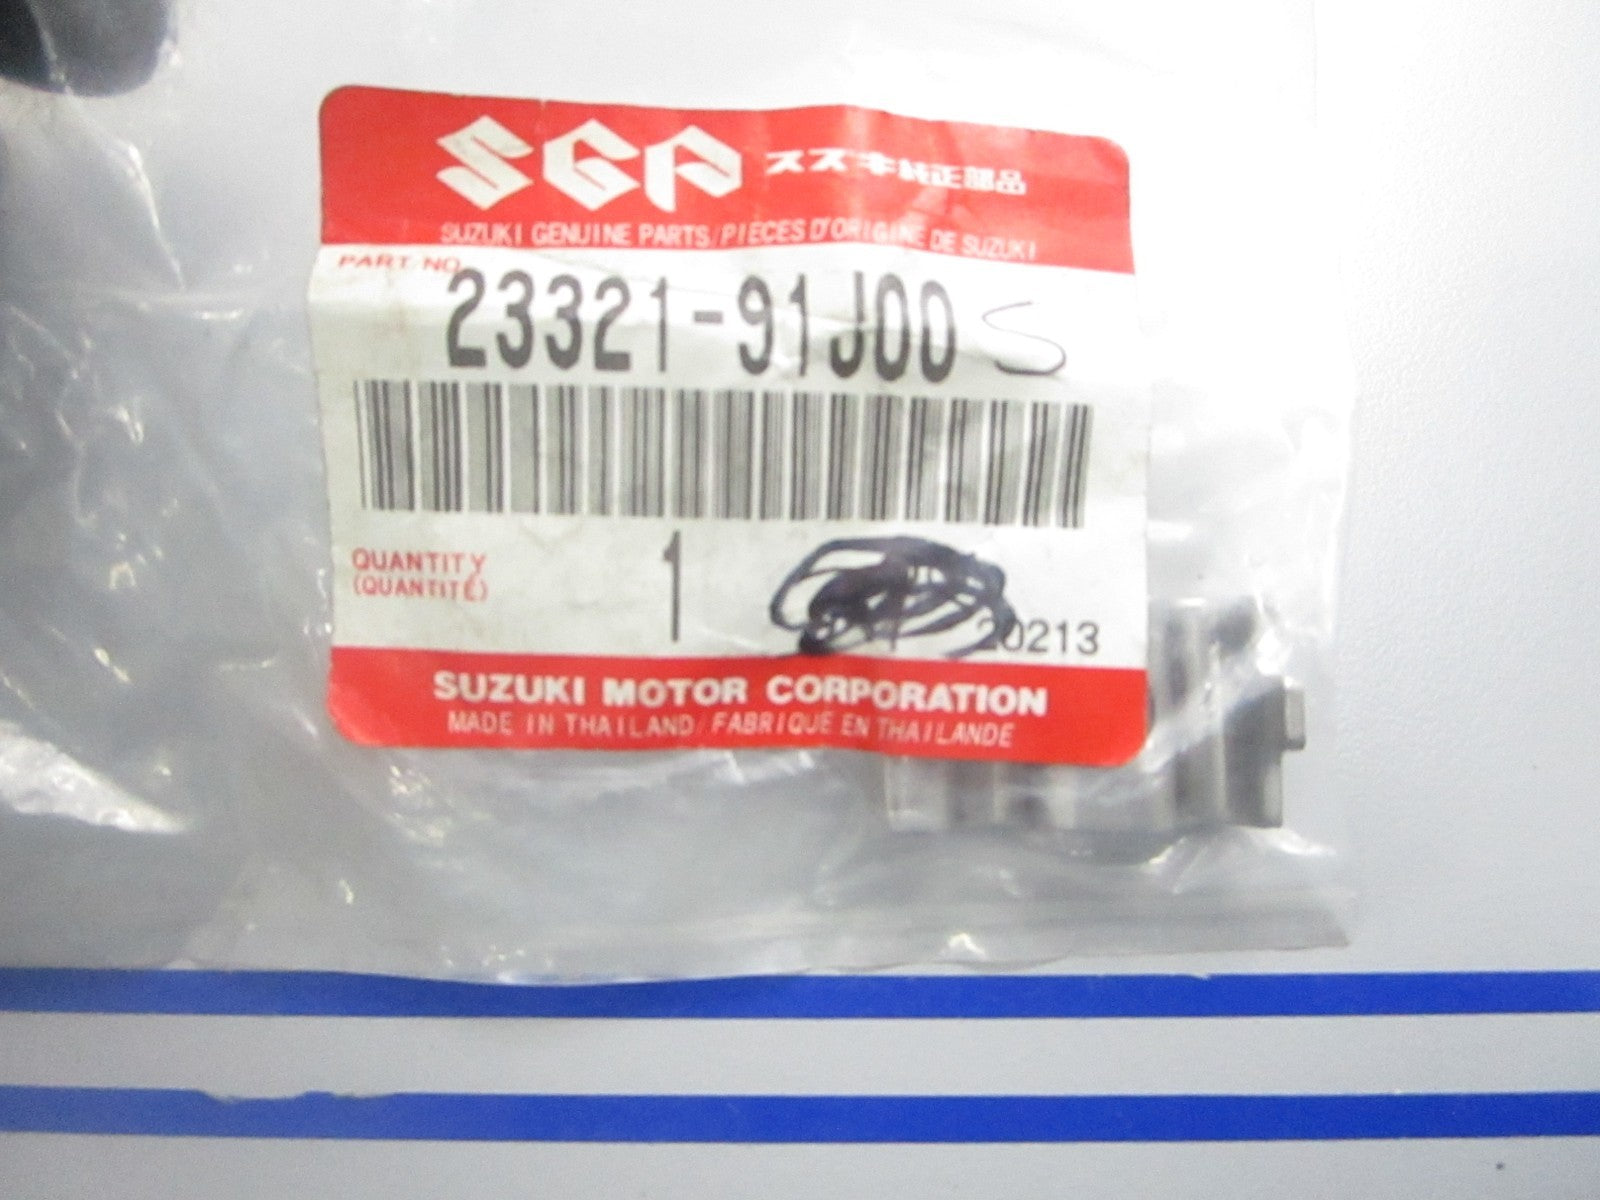 SGP スズキ純正部品
SUZUKI GENUINE PARTS/PIÈCES D'ORIGINE DE SUZUKI
PART NO.
23321-91J00 S
QUANTITY 1
(QUANTITÉ)
20213
SUZUKI MOTOR CORPORATION
MADE IN THAILAND/FABRIQUÉ EN THAILANDE